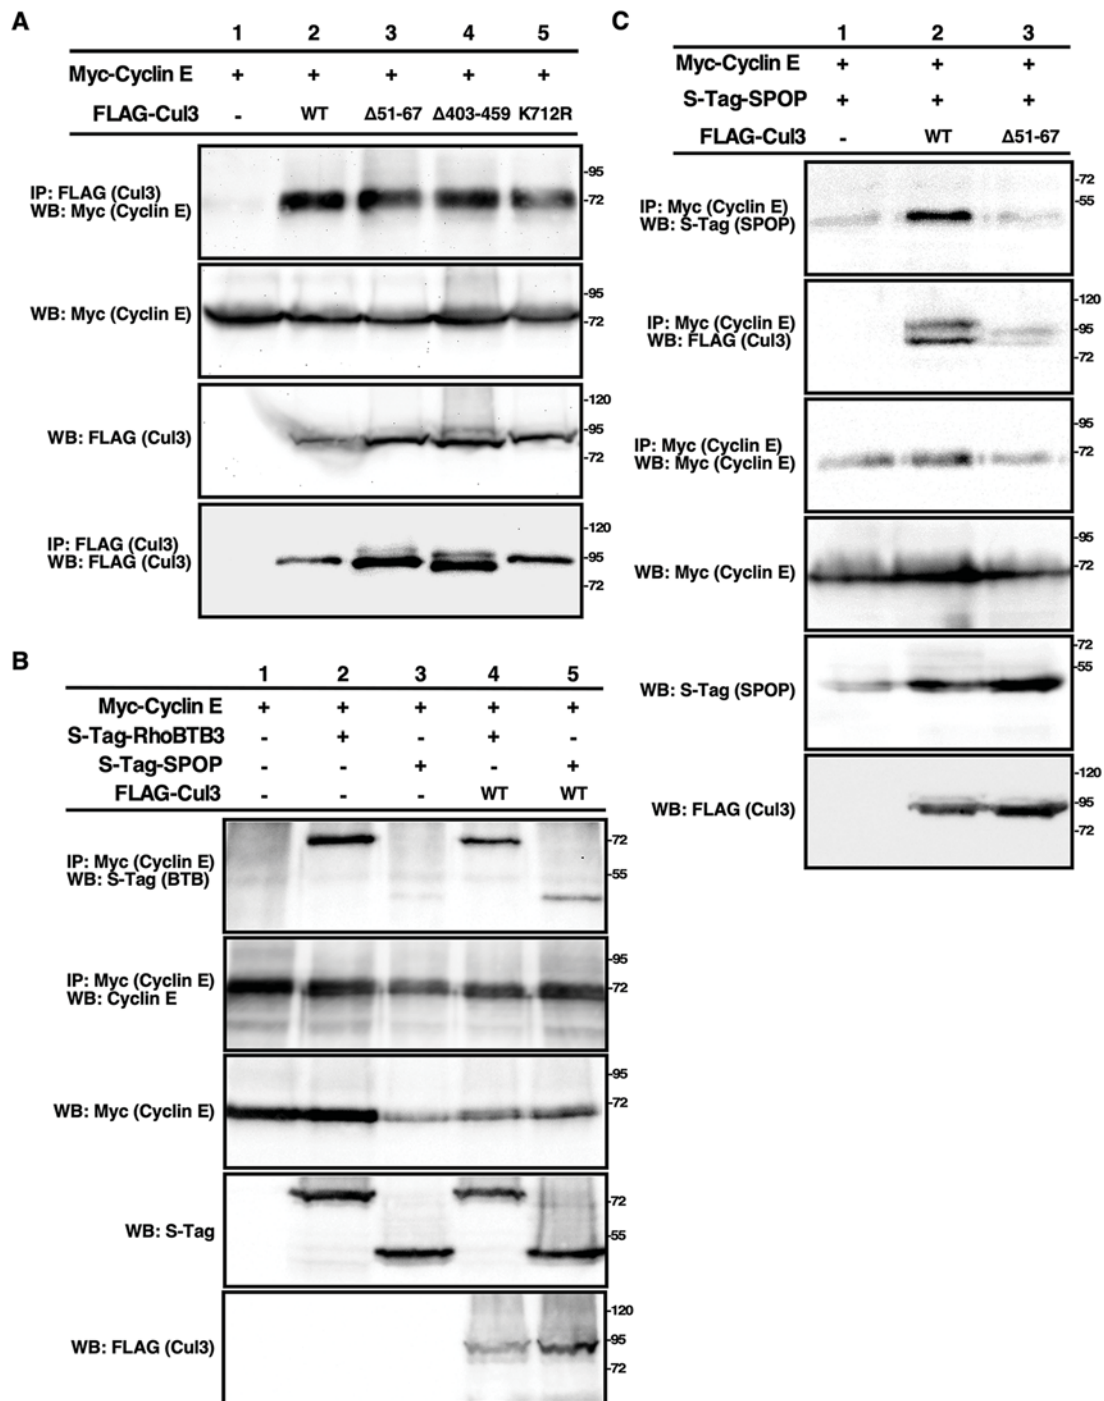 A
1 2 3 4 5
Myc-Cyclin E + + + + +
FLAG-Cul3 - WT Δ51-67 Δ403-459 K712R
IP: FLAG (Cul3)
WB: Myc (Cyclin E)
-95
-72
WB: Myc (Cyclin E)
-95
-72
WB: FLAG (Cul3)
-120
-95
-72
IP: FLAG (Cul3)
WB: FLAG (Cul3)
-120
-95
-72
B
1 2 3 4 5
Myc-Cyclin E + + + + +
S-Tag-RhoBTB3 - + - + -
S-Tag-SPOP - - + - +
FLAG-Cul3 - - - WT WT
IP: Myc (Cyclin E)
WB: S-Tag (BTB)
-72
-55
IP: Myc (Cyclin E)
WB: Cyclin E
-95
-72
WB: Myc (Cyclin E)
-95
-72
WB: S-Tag
-72
-55
WB: FLAG (Cul3)
-120
-95
-72
C
1 2 3
Myc-Cyclin E + + +
S-Tag-SPOP + + +
FLAG-Cul3 - WT Δ51-67
IP: Myc (Cyclin E)
WB: S-Tag (SPOP)
-72
-55
IP: Myc (Cyclin E)
WB: FLAG (Cul3)
-120
-95
-72
IP: Myc (Cyclin E)
WB: Myc (Cyclin E)
-95
-72
WB: Myc (Cyclin E)
-95
-72
WB: S-Tag (SPOP)
-72
-55
WB: FLAG (Cul3)
-120
-95
-72